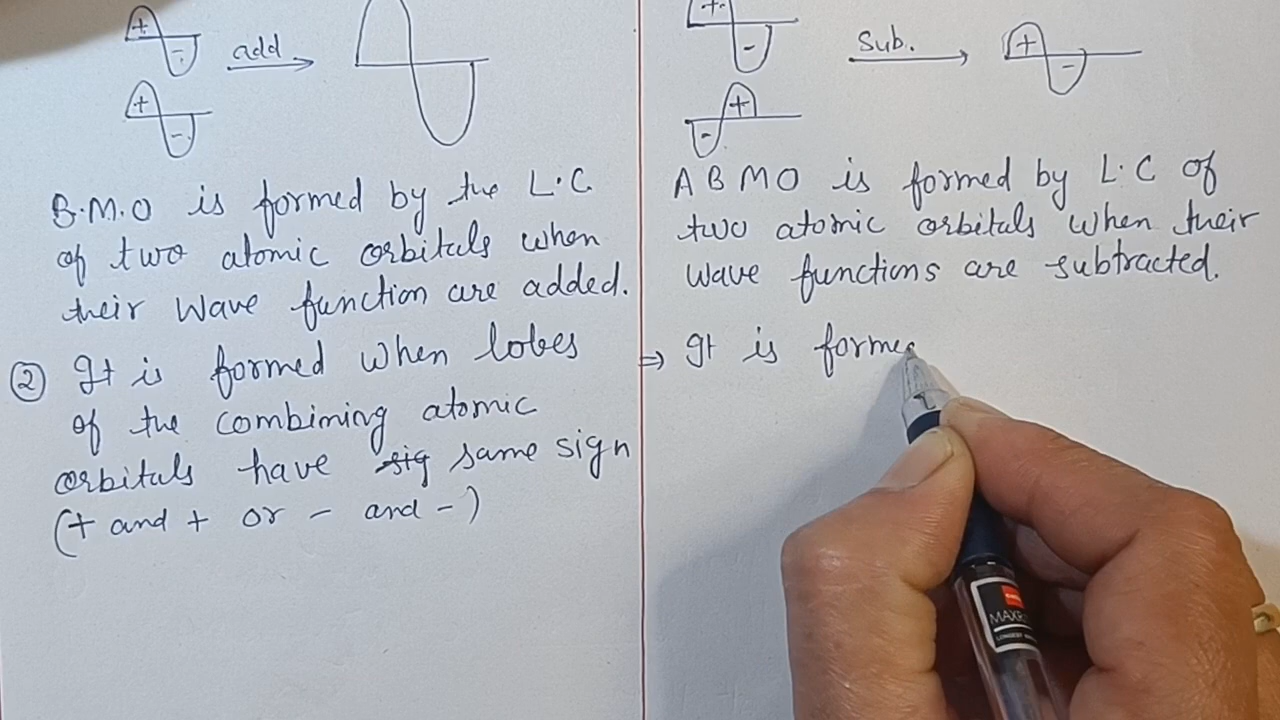 +
-
add
+
-
B.M.O is formed by the L.C.
of two atomic orbitals when
their wave function are added.
② It is formed when lobes
of the combining atomic
orbitals have sig same sign
(+ and + or - and -)
+
-
Sub.
+
-
+
-
ABMO is formed by L.C of
two atomic orbitals when their
wave functions are subtracted.
⇒ It is forme